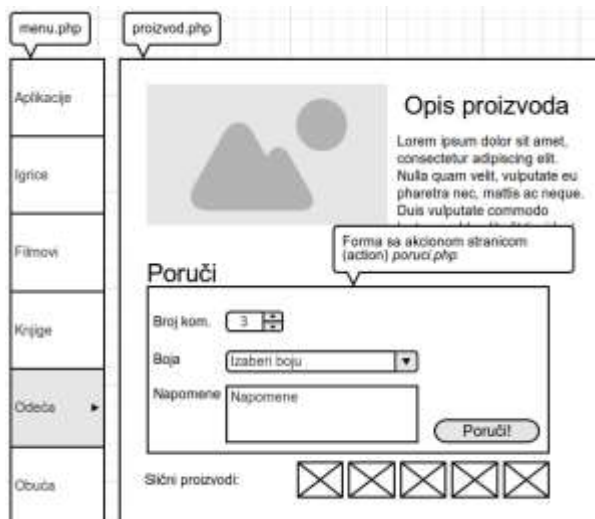 menu.php
proizvod.php
Aplikacije
Igrice
Filmovi
Knjige
Odeća
Obuća
Opis proizvoda
Lorem ipsum dolor sit amet,
consectetur adipiscing elit.
Nulla quam velit, vulputate eu
pharetra nec, mattis ac neque.
Duis vulputate commodo
Forma sa akcionom stranicom
(action) poruci.php
Poruči
Broj kom. 3
Boja Izaberi boju
Napomene Napomene
Poruči!
Slični proizvodi: